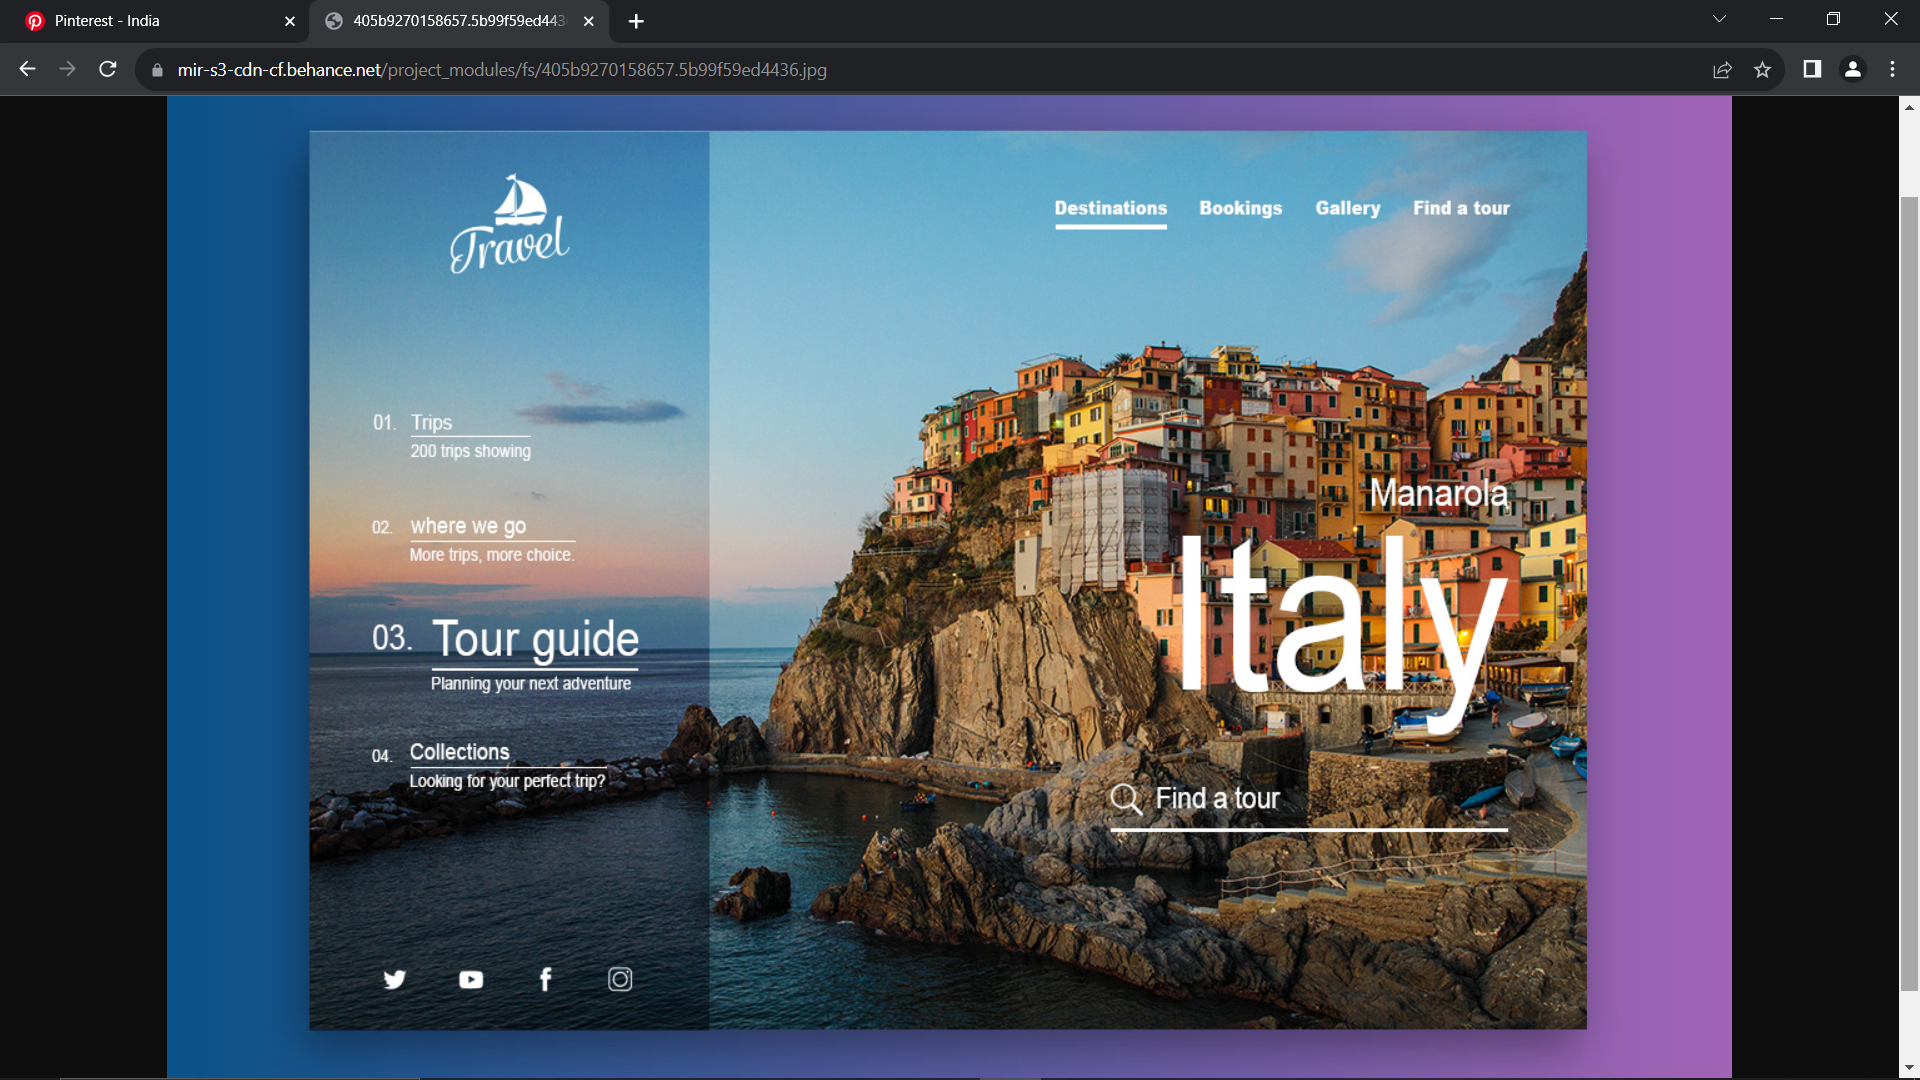 Pinterest - India
405b9270158657.5b99f59ed443
mir-s3-cdn-cf.behance.net/project_modules/fs/405b9270158657.5b99f59ed4436.jpg
Travel
Destinations Bookings Gallery Find a tour
01. Trips
200 trips showing
02. where we go
More trips, more choice.
03. Tour guide
Planning your next adventure
04. Collections
Looking for your perfect trip?
Manarola
Italy
Find a tour